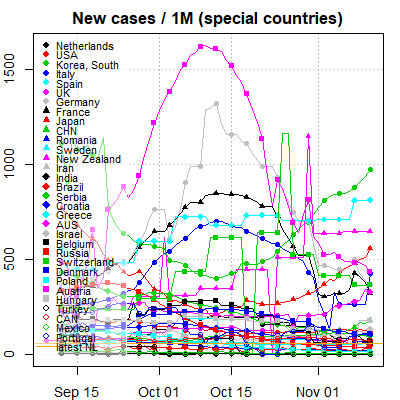 New cases / 1M (special countries)
1500
1000
500
0
Netherlands
USA
Korea, South
Italy
Spain
UK
Germany
France
Japan
CHN
Romania
Sweden
New Zealand
Iran
India
Brazil
Serbia
Croatia
Greece
AUS
Israel
Belgium
Russia
Switzerland
Denmark
Poland
Austria
Hungary
Turkey
CAN
Mexico
Portugal
latest NL
Sep 15
Oct 01
Oct 15
Nov 01